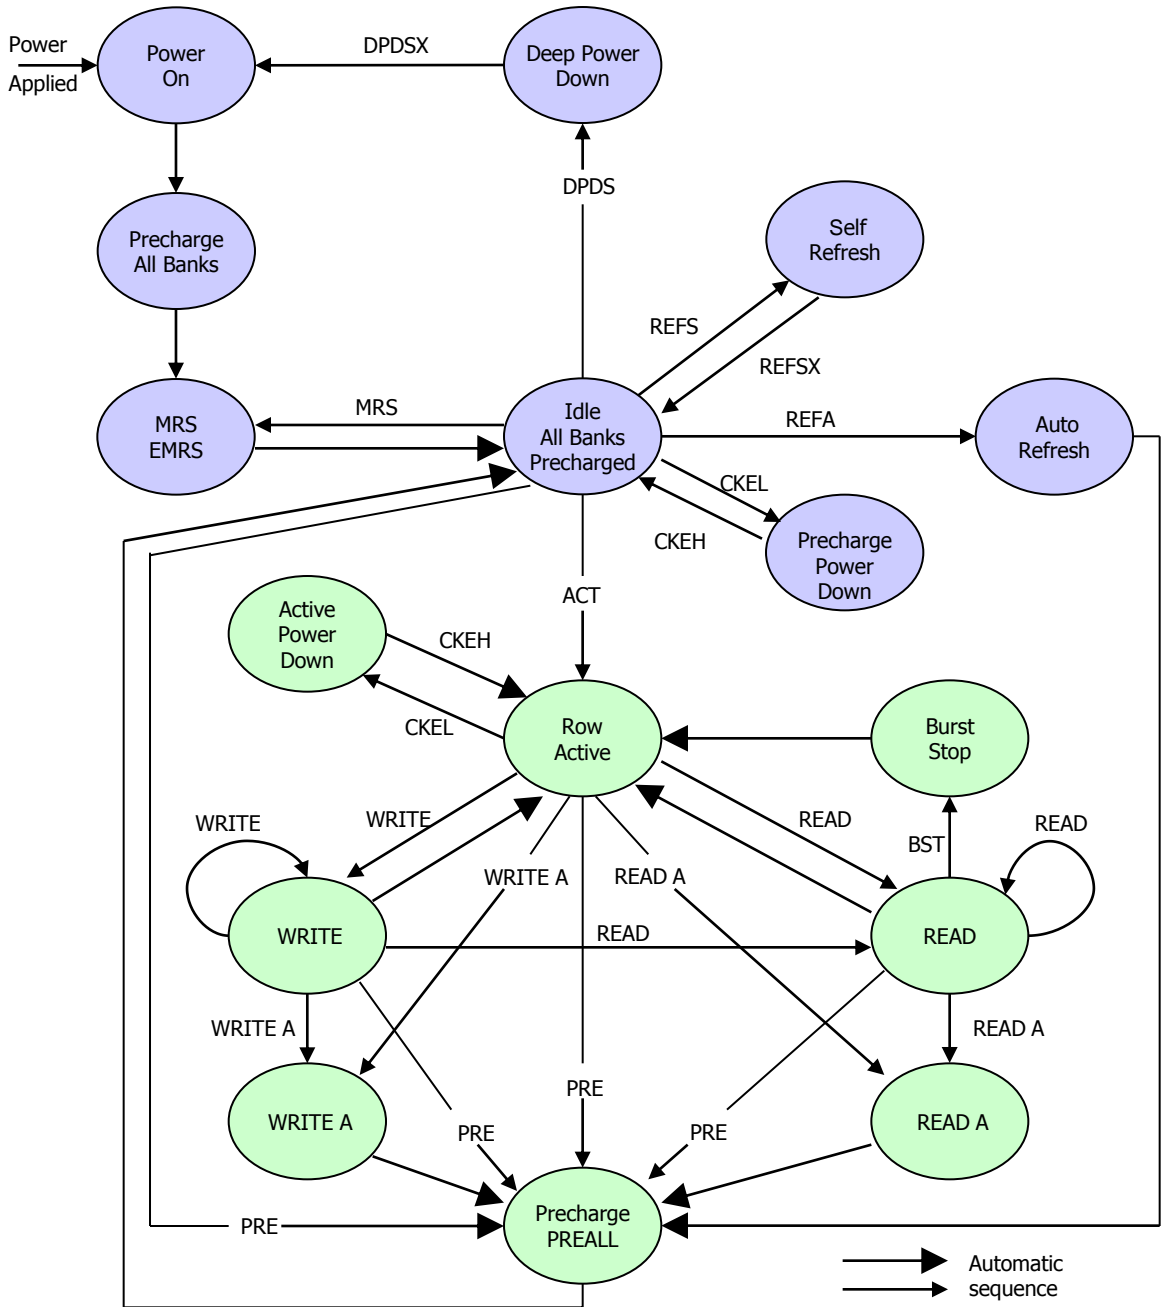 Power
Applied
Power
On
DPDSX
Deep Power
Down
DPDS
Precharge
All Banks
Self
Refresh
REFS
REFSX
MRS
EMRS
MRS
Idle
All Banks
Precharged
REFA
Auto
Refresh
CKEL
CKEH
Precharge
Power
Down
ACT
Active
Power
Down
CKEH
CKEL
Row
Active
Burst
Stop
WRITE
WRITE
READ
BST
READ
WRITE A
READ A
WRITE
READ
READ
WRITE A
READ A
WRITE A
PRE
PRE
PRE
READ A
Precharge
PREALL
PRE
Automatic
sequence